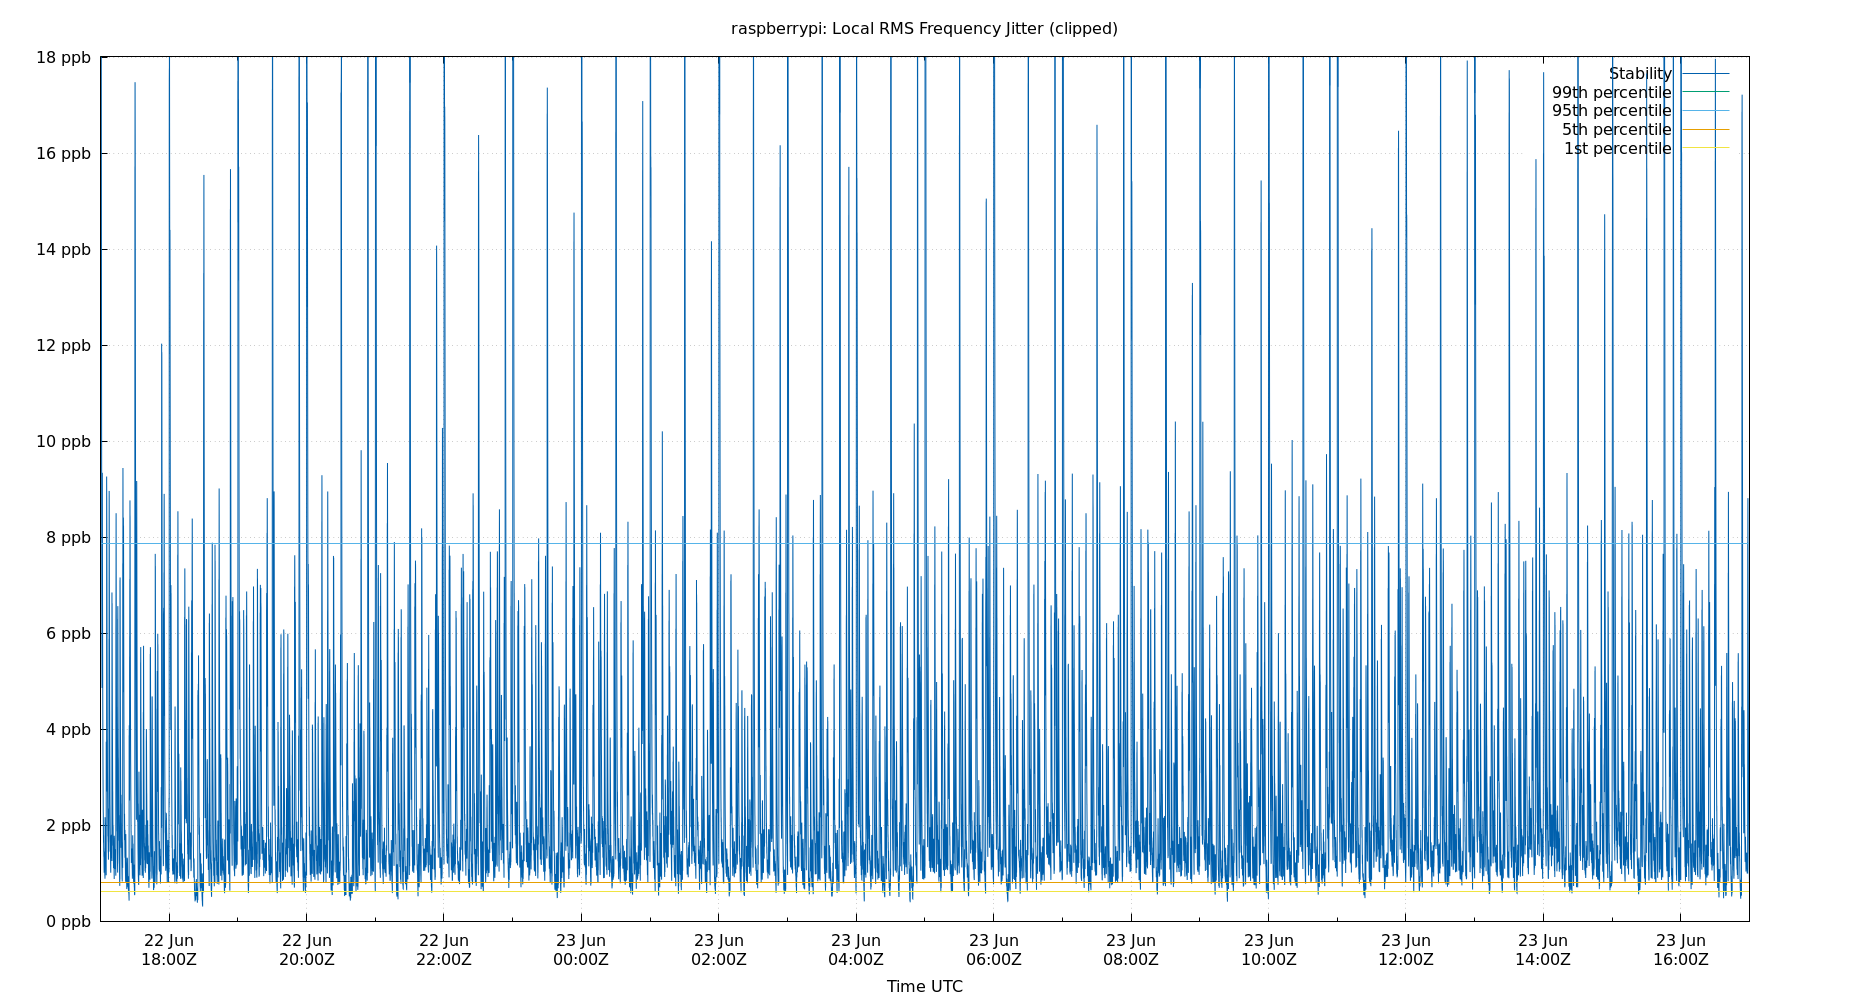 raspberrypi: Local RMS Frequency Jitter (clipped)
18 ppb
16 ppb
14 ppb
12 ppb
10 ppb
8 ppb
6 ppb
4 ppb
2 ppb
0 ppb
Stability
99th percentile
95th percentile
5th percentile
1st percentile
22 Jun 22 Jun 22 Jun 23 Jun 23 Jun 23 Jun 23 Jun 23 Jun 23 Jun 23 Jun 23 Jun 23 Jun
18:00Z 20:00Z 22:00Z 00:00Z 02:00Z 04:00Z 06:00Z 08:00Z 10:00Z 12:00Z 14:00Z 16:00Z
Time UTC